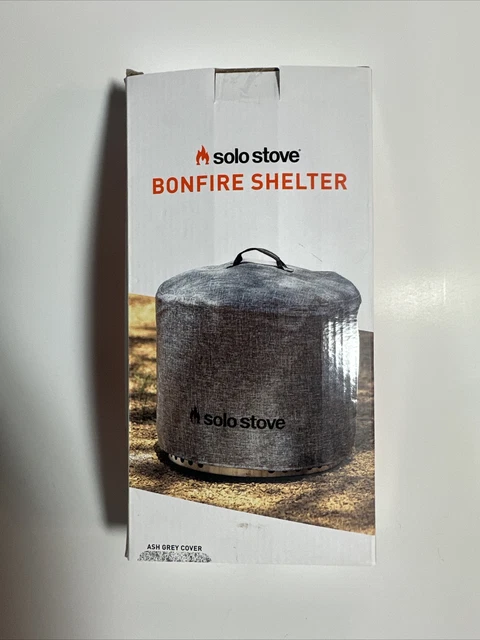 solo stove
BONFIRE SHELTER
solo stove
ASH GREY COVER